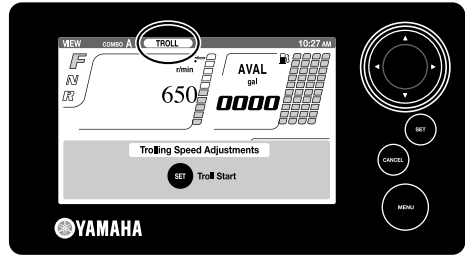 VIEW COMBO A TROLL 10:27 AM
F
N
R
r/min
650
AVAL
gal
0000
Trolling Speed Adjustments
SET Troll Start
SET
CANCEL
MENU
YAMAHA